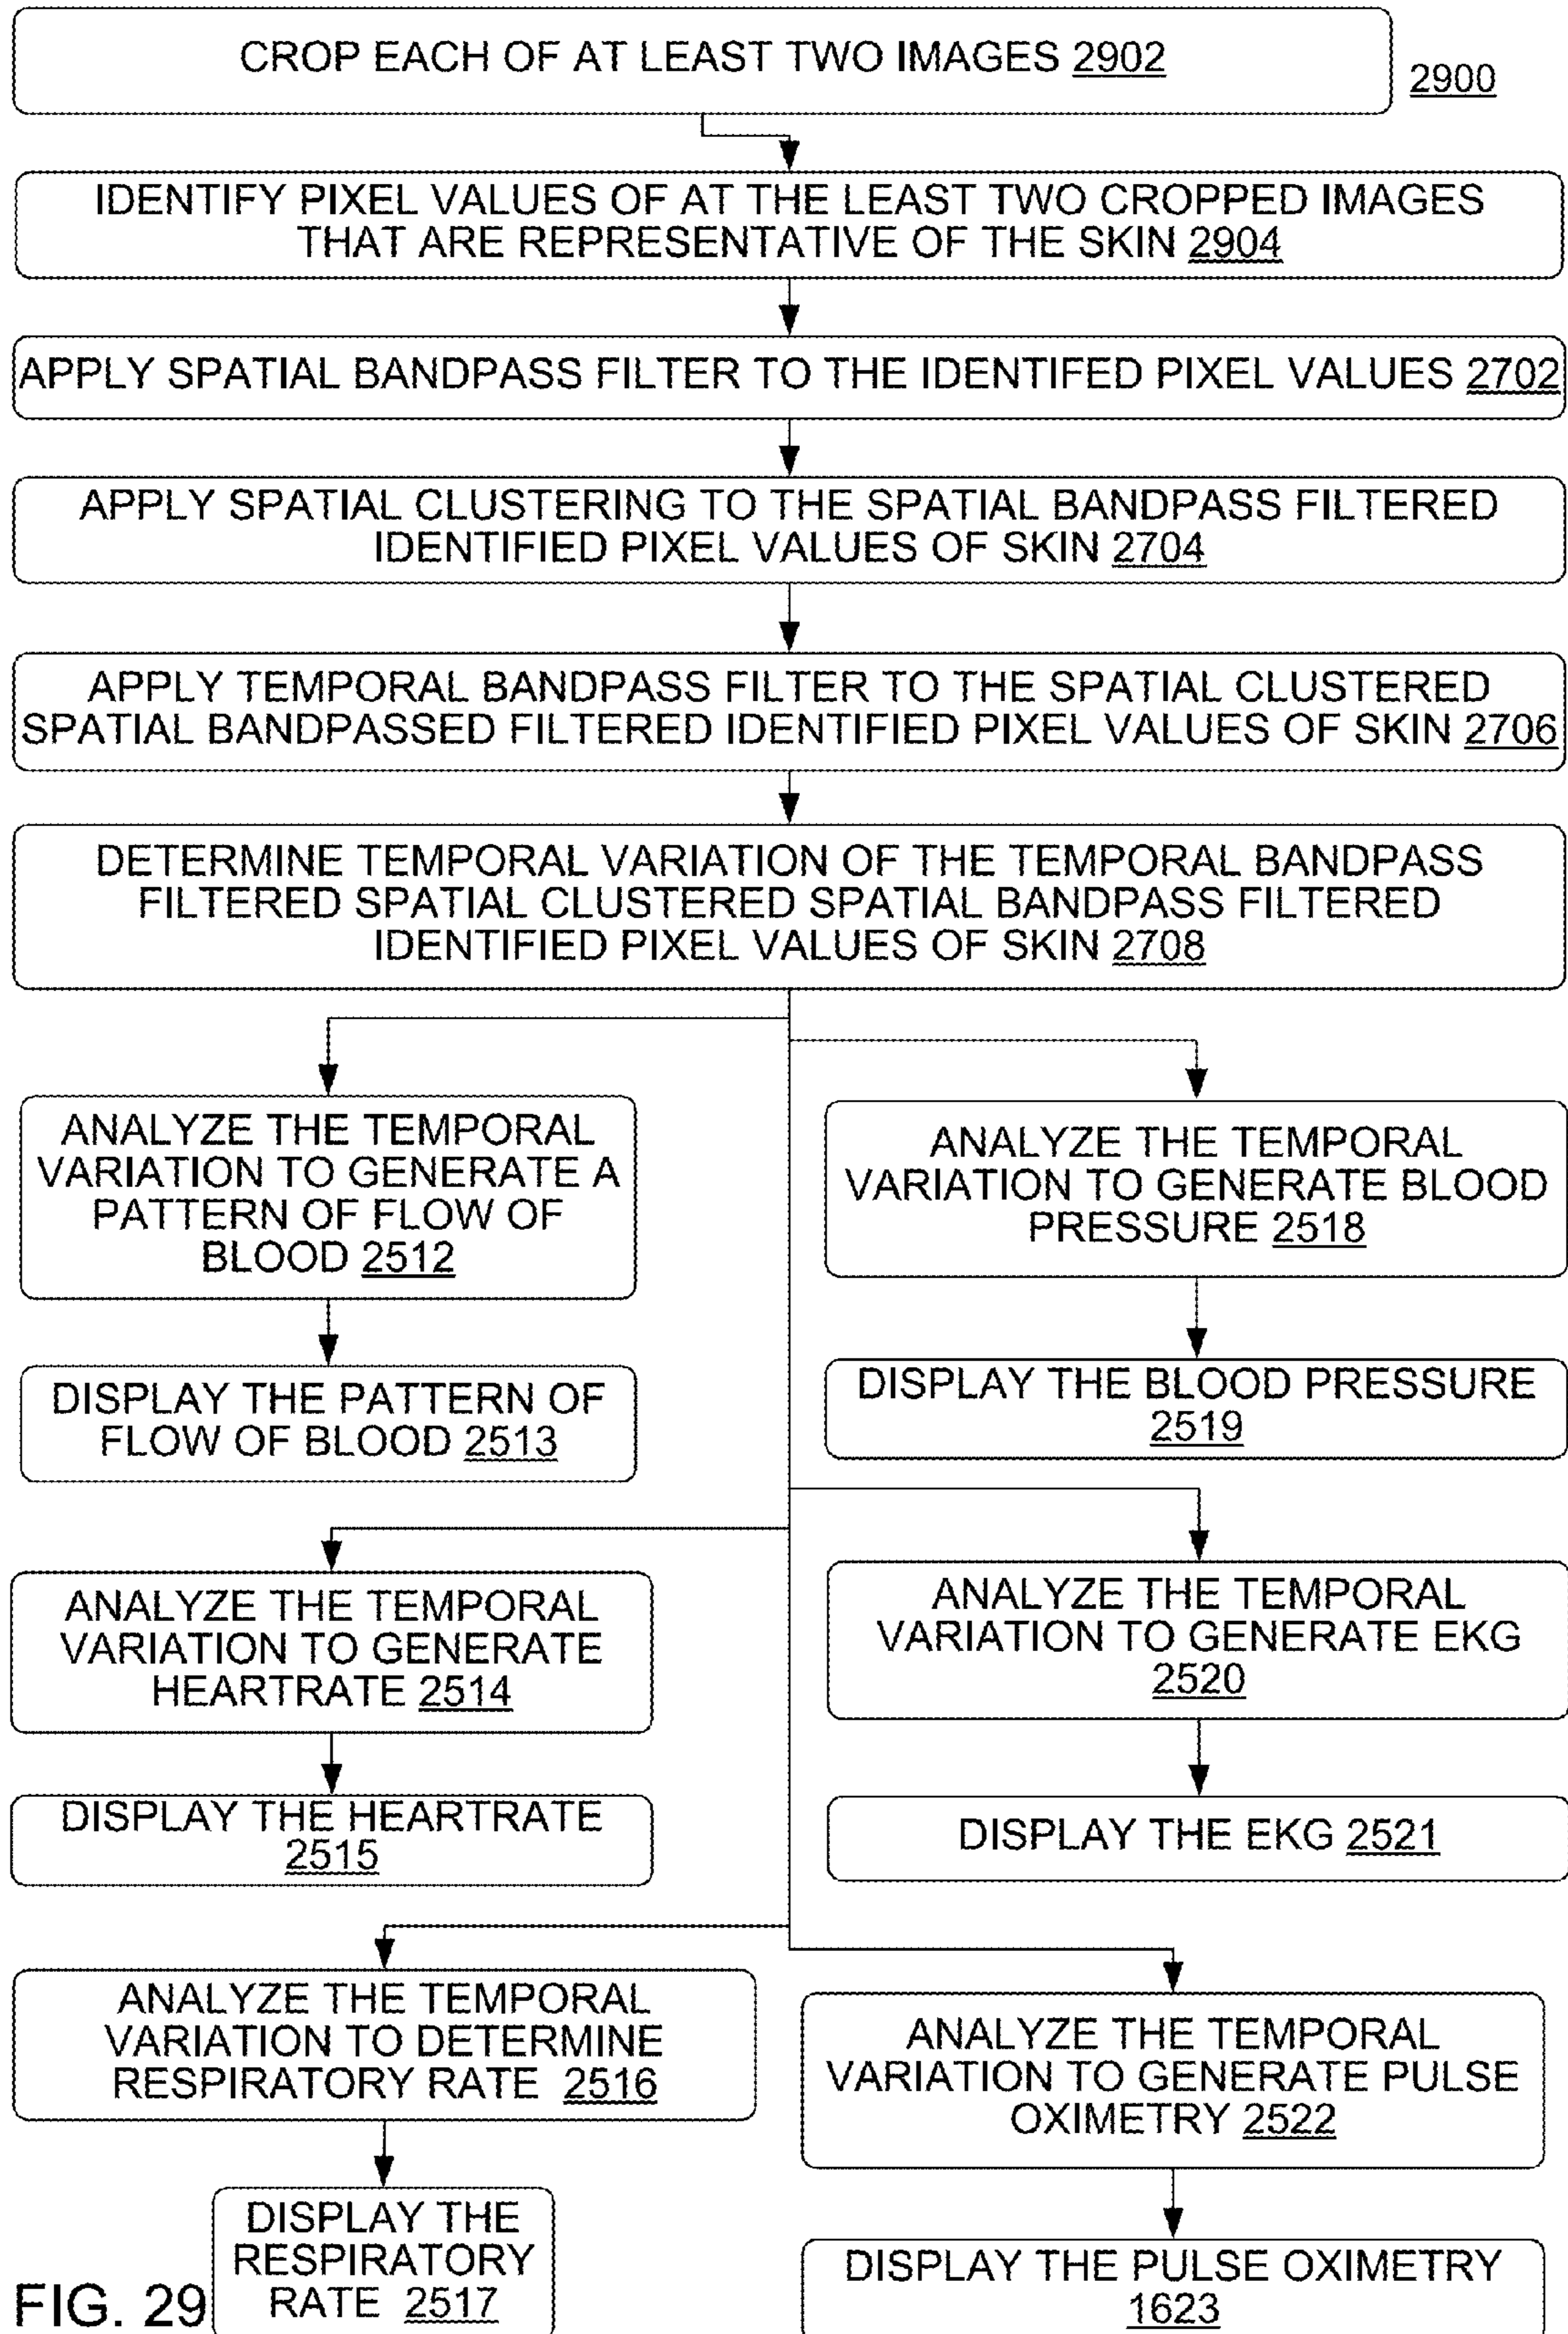 CROP EACH OF AT LEAST TWO IMAGES 2902
2900
IDENTIFY PIXEL VALUES OF AT THE LEAST TWO CROPPED IMAGES
THAT ARE REPRESENTATIVE OF THE SKIN 2904
APPLY SPATIAL BANDPASS FILTER TO THE IDENTIFED PIXEL VALUES 2702
APPLY SPATIAL CLUSTERING TO THE SPATIAL BANDPASS FILTERED
IDENTIFIED PIXEL VALUES OF SKIN 2704
APPLY TEMPORAL BANDPASS FILTER TO THE SPATIAL CLUSTERED
SPATIAL BANDPASSED FILTERED IDENTIFIED PIXEL VALUES OF SKIN 2706
DETERMINE TEMPORAL VARIATION OF THE TEMPORAL BANDPASS
FILTERED SPATIAL CLUSTERED SPATIAL BANDPASS FILTERED
IDENTIFIED PIXEL VALUES OF SKIN 2708
ANALYZE THE TEMPORAL
VARIATION TO GENERATE A
PATTERN OF FLOW OF
BLOOD 2512
ANALYZE THE TEMPORAL
VARIATION TO GENERATE BLOOD
PRESSURE 2518
DISPLAY THE PATTERN OF
FLOW OF BLOOD 2513
DISPLAY THE BLOOD PRESSURE
2519
ANALYZE THE TEMPORAL
VARIATION TO GENERATE
HEARTRATE 2514
ANALYZE THE TEMPORAL
VARIATION TO GENERATE EKG
2520
DISPLAY THE HEARTRATE
2515
DISPLAY THE EKG 2521
ANALYZE THE TEMPORAL
VARIATION TO DETERMINE
RESPIRATORY RATE 2516
ANALYZE THE TEMPORAL
VARIATION TO GENERATE PULSE
OXIMETRY 2522
DISPLAY THE
RESPIRATORY
RATE 2517
DISPLAY THE PULSE OXIMETRY
1623
FIG. 29